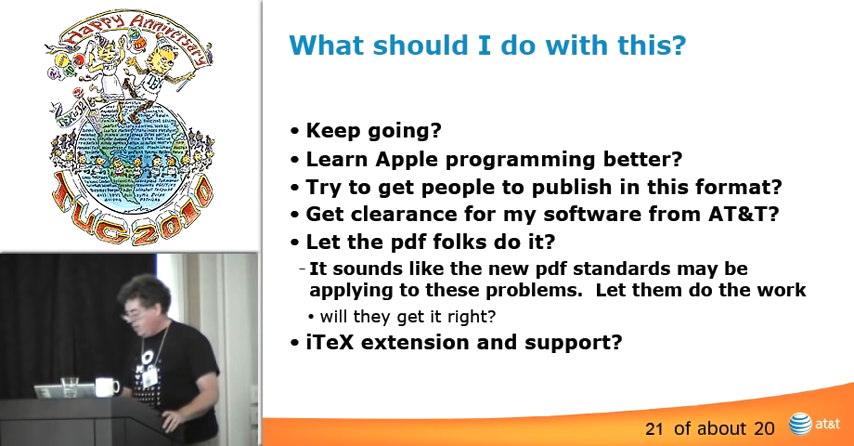 Happy Anniversary
TUG 2010
What should I do with this?
• Keep going?
• Learn Apple programming better?
• Try to get people to publish in this format?
• Get clearance for my software from AT&T?
• Let the pdf folks do it?
- It sounds like the new pdf standards may be
applying to these problems. Let them do the work
• will they get it right?
• iTeX extension and support?
21 of about 20
at&t